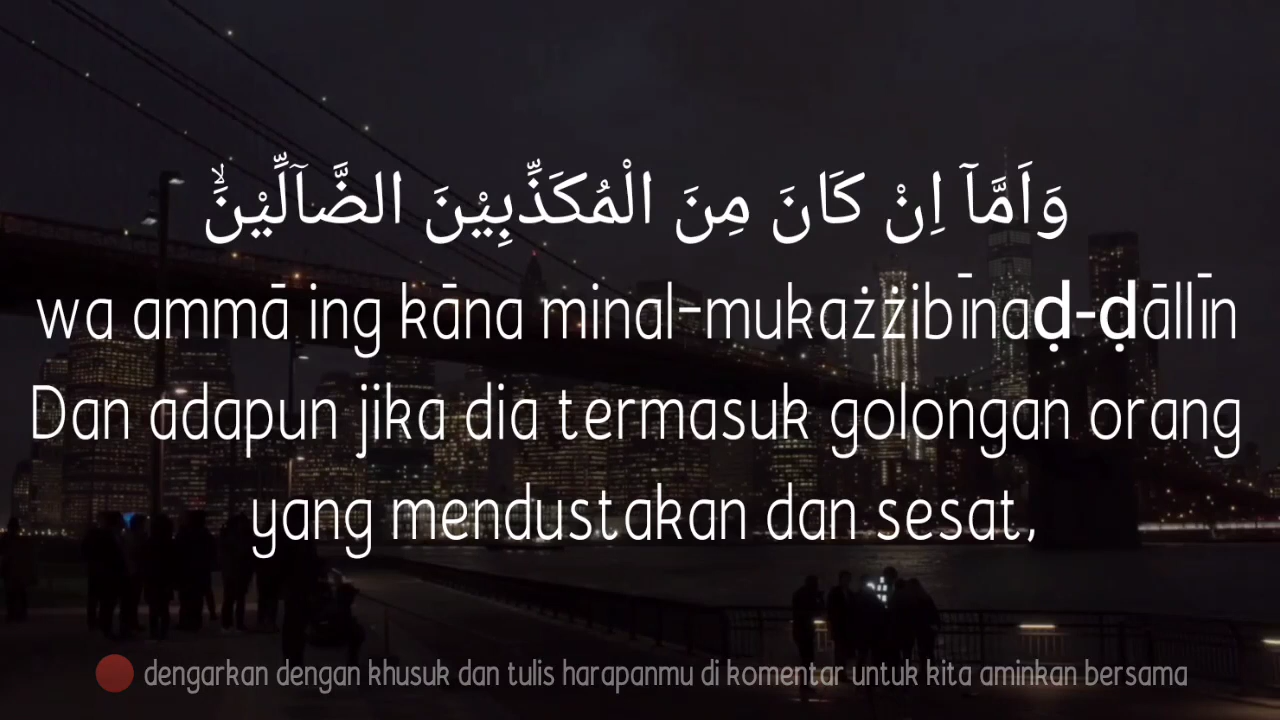 وَاَمَّآ اِنْ كَانَ مِنَ الْمُكَذِّبِيْنَ الضَّاۤلِّيْنَۙ
wa ammā ing kāna minal-mukażżibīnaḍ-ḍāllīn
Dan adapun jika dia termasuk golongan orang
yang mendustakan dan sesat,
dengarkan dengan khusuk dan tulis harapanmu di komentar untuk kita aminkan bersama